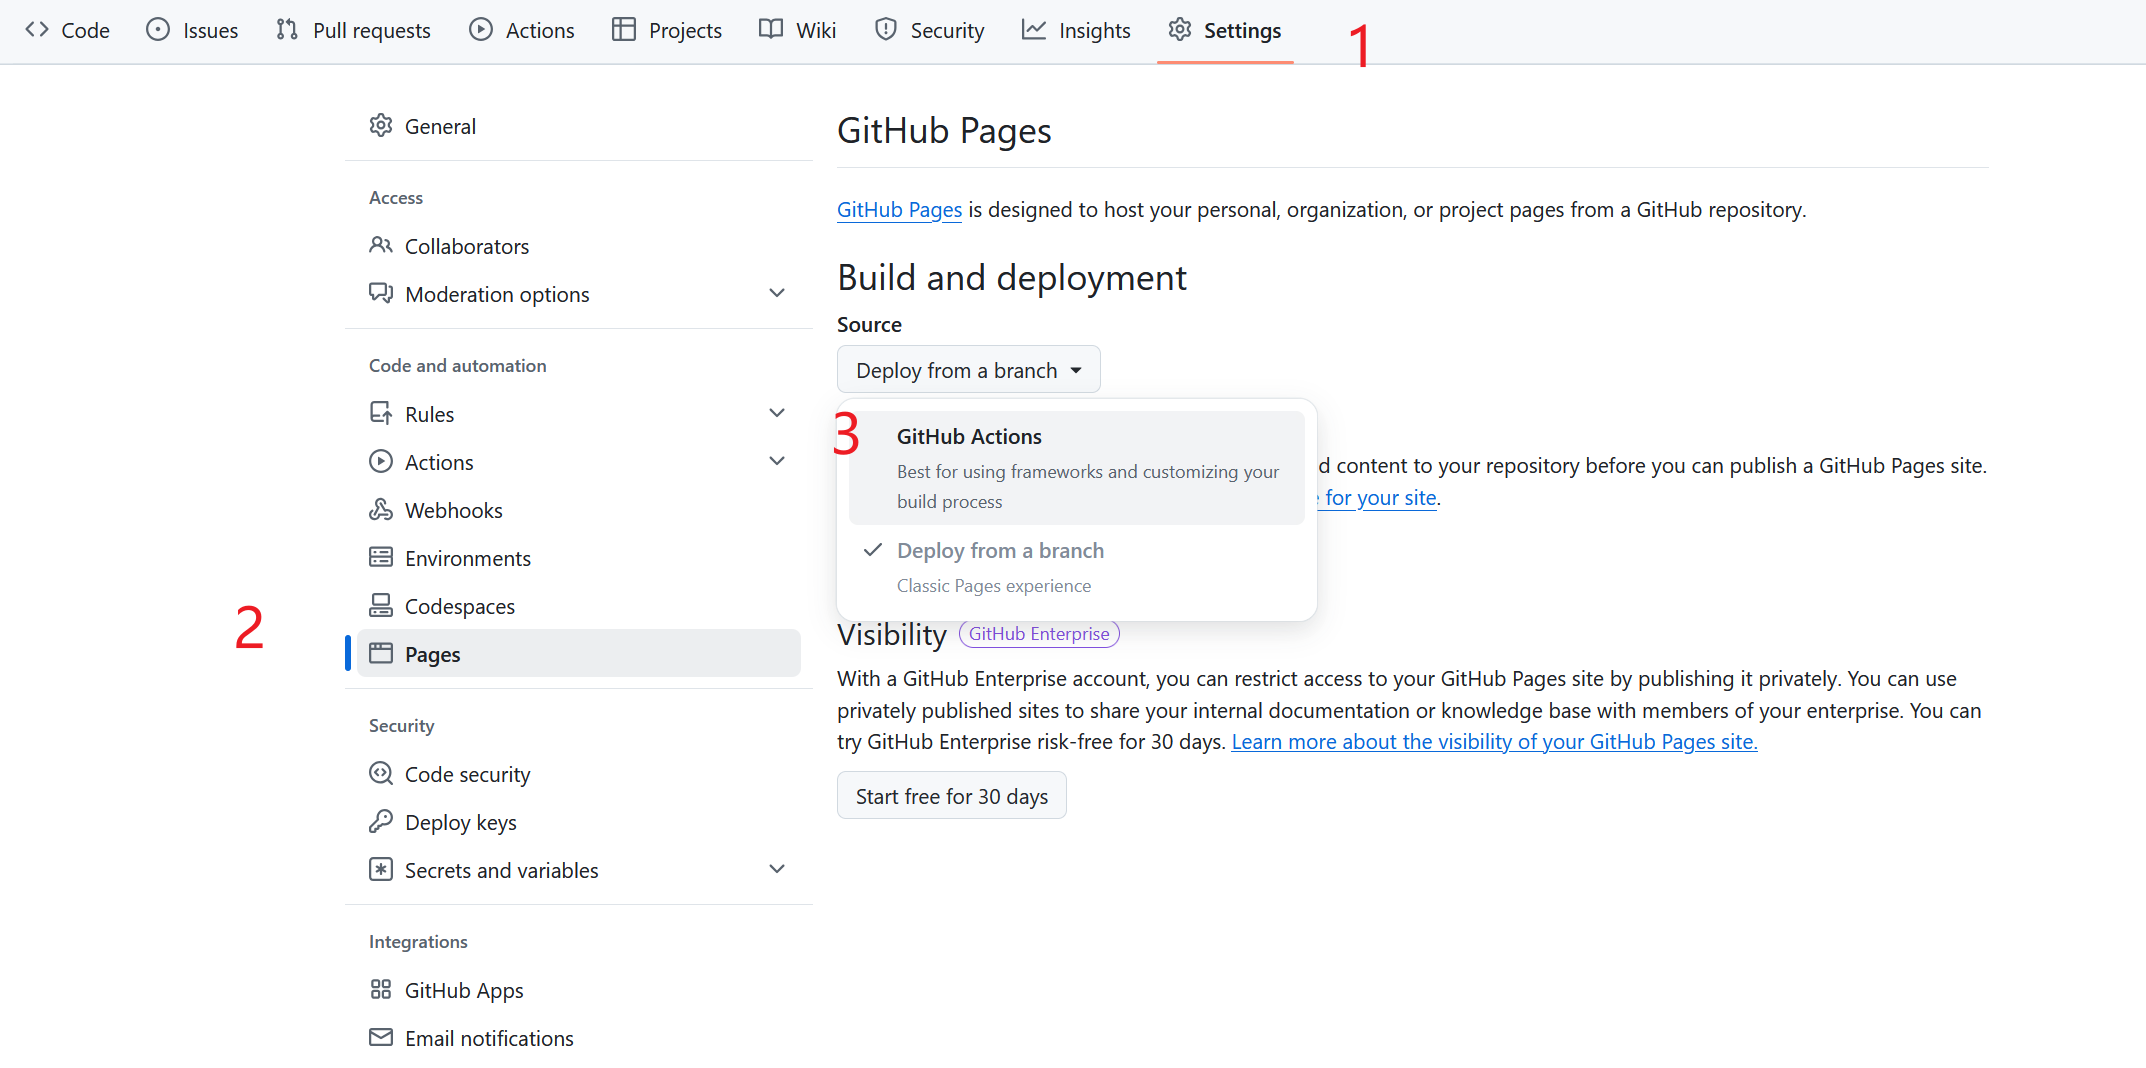 Code Issues Pull requests Actions Projects Wiki Security Insights Settings 1
General
Access
Collaborators
Moderation options
Code and automation
Rules
Actions
Webhooks
Environments
Codespaces
2
Pages
Security
Code security
Deploy keys
Secrets and variables
Integrations
GitHub Apps
Email notifications
GitHub Pages
GitHub Pages is designed to host your personal, organization, or project pages from a GitHub repository.
Build and deployment
Source
Deploy from a branch
3
GitHub Actions
Best for using frameworks and customizing your
build process
Deploy from a branch
Classic Pages experience
d content to your repository before you can publish a GitHub Pages site.
for your site.
Visibility GitHub Enterprise
With a GitHub Enterprise account, you can restrict access to your GitHub Pages site by publishing it privately. You can use
privately published sites to share your internal documentation or knowledge base with members of your enterprise. You can
try GitHub Enterprise risk-free for 30 days. Learn more about the visibility of your GitHub Pages site.
Start free for 30 days